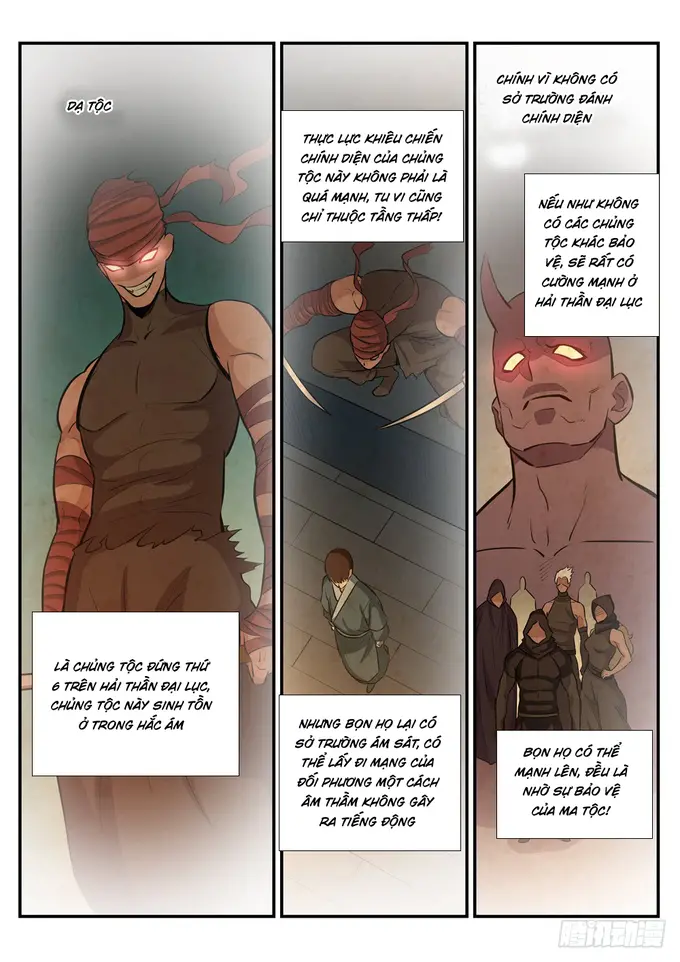 DẠ TỘC
LÀ CHỦNG TỘC ĐỨNG THỨ
6 TRÊN HẢI THẦN ĐẠI LỤC,
CHỦNG TỘC NÀY SINH TỒN
Ở TRONG HẮC ÁM
THỰC LỰC KHIÊU CHIẾN
CHÍNH DIỆN CỦA CHỦNG
TỘC NÀY KHÔNG PHẢI LÀ
QUÁ MẠNH, TU VI CŨNG
CHỈ THUỘC TẦNG THẤP!
NHƯNG BỌN HỌ LẠI CÓ
SỞ TRƯỜNG ÁM SÁT, CÓ
THỂ LẤY ĐI MẠNG CỦA
ĐỐI PHƯƠNG MỘT CÁCH
ÂM THẦM KHÔNG GÂY
RA TIẾNG ĐỘNG
CHÍNH VÌ KHÔNG CÓ
SỞ TRƯỜNG ĐÁNH
CHÍNH DIỆN
NẾU NHƯ KHÔNG
CÓ CÁC CHỦNG
TỘC KHÁC BẢO
VỆ, SẼ RẤT CÓ
CƯỜNG MẠNH Ở
HẢI THẦN ĐẠI LỤC
BỌN HỌ CÓ THỂ
MẠNH LÊN, ĐỀU LÀ
NHỜ SỰ BẢO VỆ
CỦA MA TỘC!
腾讯动漫